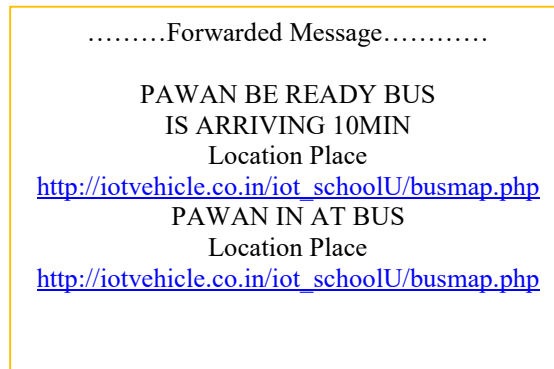 ………Forwarded Message…………
PAWAN BE READY BUS
IS ARRIVING 10MIN
Location Place
http://iotvehicle.co.in/iot_schoolU/busmap.php
PAWAN IN AT BUS
Location Place
http://iotvehicle.co.in/iot_schoolU/busmap.php